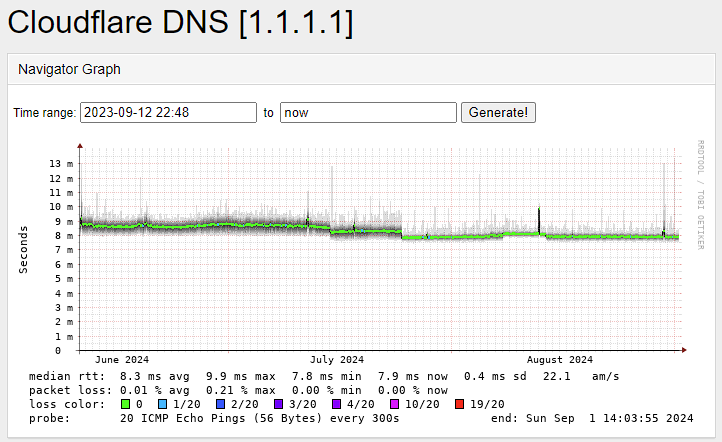 Cloudflare DNS [1.1.1.1]
Navigator Graph
Time range: 2023-09-12 22:48 to now Generate!
RRDTOOL / TOBI OETIKER
Seconds
13 m
12 m
11 m
10 m
9 m
8 m
7 m
6 m
5 m
4 m
3 m
2 m
1 m
0
June 2024 July 2024 August 2024
median rtt: 8.3 ms avg 9.9 ms max 7.8 ms min 7.9 ms now 0.4 ms sd 22.1 am/s
packet loss: 0.01 % avg 0.21 % max 0.00 % min 0.00 % now
loss color: 0 1/20 2/20 3/20 4/20 10/20 19/20
probe: 20 ICMP Echo Pings (56 Bytes) every 300s end: Sun Sep 1 14:03:55 2024